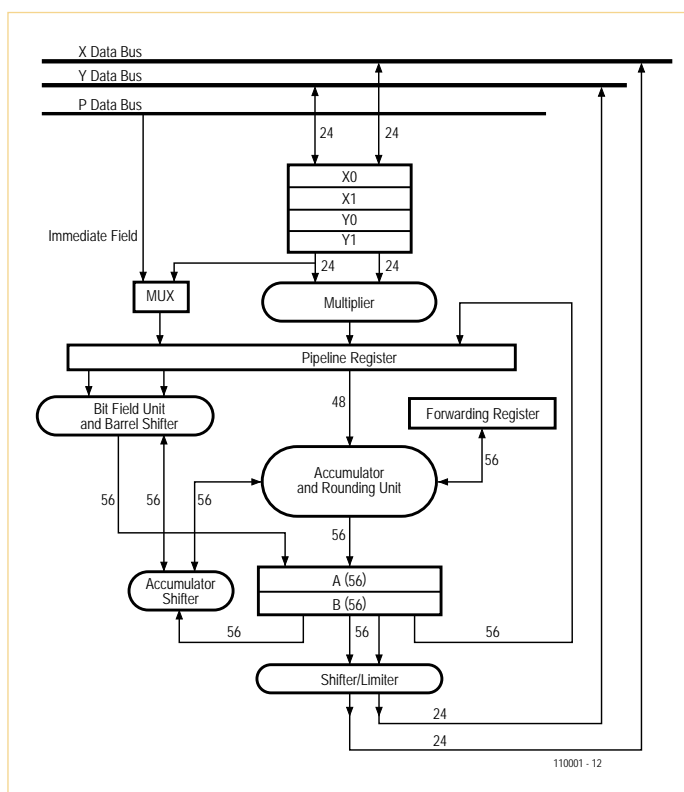 X Data Bus
Y Data Bus
P Data Bus
24
24
X0
X1
Y0
Y1
Immediate Field
24
24
MUX
Multiplier
Pipeline Register
48
Bit Field Unit
and Barrel Shifter
Forwarding Register
56
Accumulator
and Rounding Unit
56
56
56
56
A (56)
B (56)
Accumulator
Shifter
56
56
56
Shifter/Limiter
24
24
110001 - 12